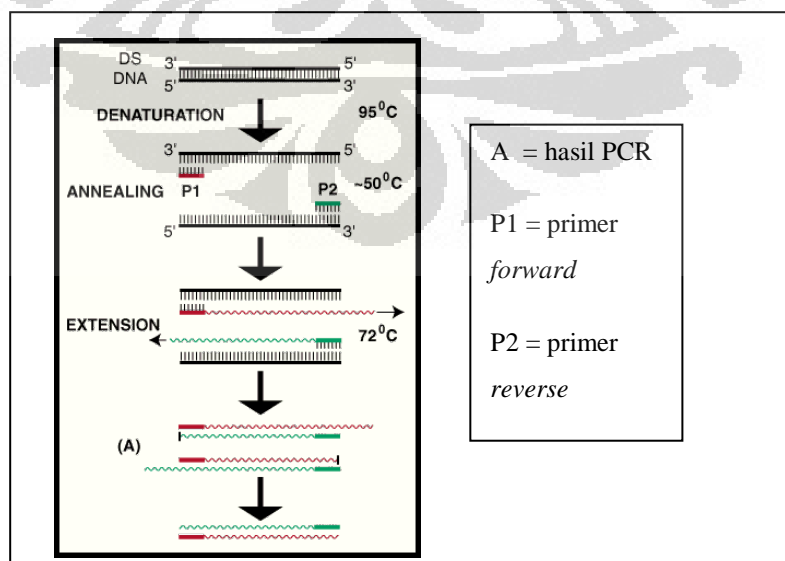 DS 3' 5'
DNA 5' 3'
DENATURATION 95⁰C
3' 5'
ANNEALING P1 P2 ~50⁰C
5' 3'
EXTENSION 72⁰C
(A)
A = hasil PCR
P1 = primer
forward
P2 = primer
reverse